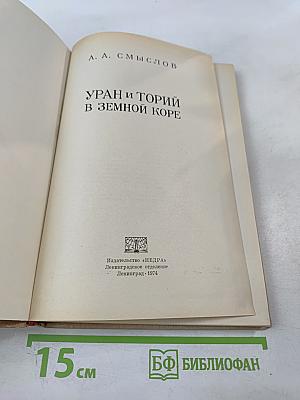 А. А. СМЫСЛОВ
УРАН и ТОРИЙ
В ЗЕМНОЙ КОРЕ
Издательство «НЕДРА»
Ленинградское отделение
Ленинград · 1974
15 см
БФ БИБЛИОФАН